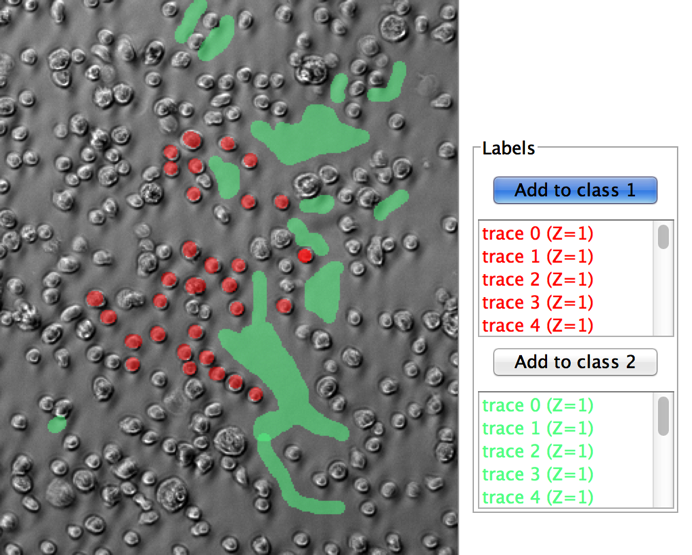 Labels
Add to class 1
trace 0 (Z=1)
trace 1 (Z=1)
trace 2 (Z=1)
trace 3 (Z=1)
trace 4 (Z=1)
Add to class 2
trace 0 (Z=1)
trace 1 (Z=1)
trace 2 (Z=1)
trace 3 (Z=1)
trace 4 (Z=1)